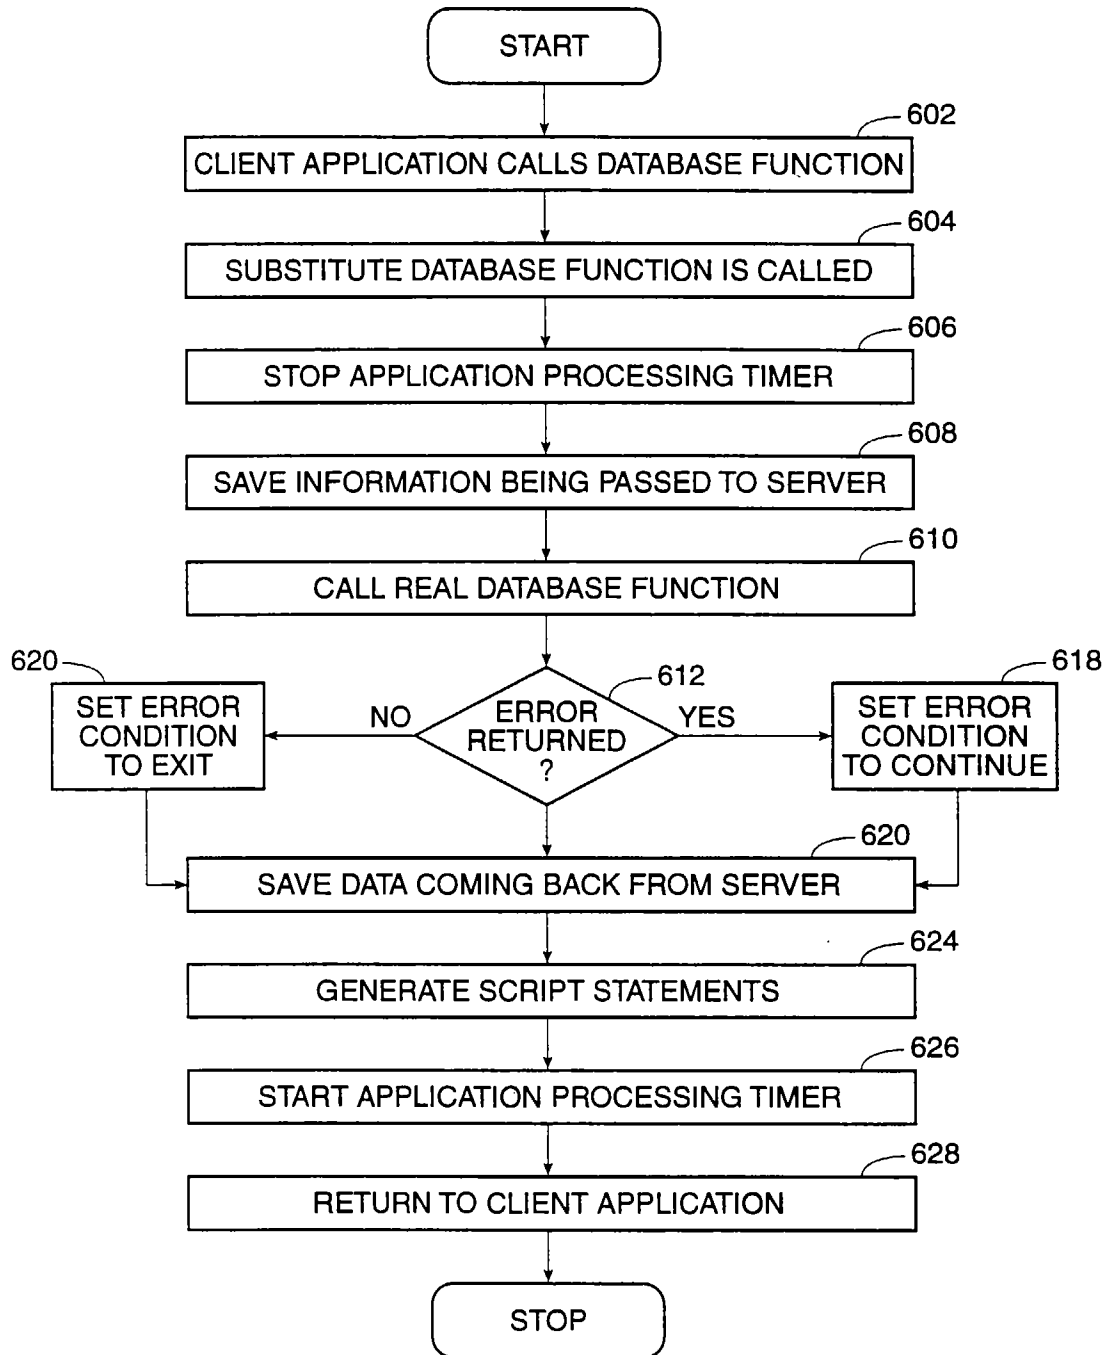 START
602
CLIENT APPLICATION CALLS DATABASE FUNCTION
604
SUBSTITUTE DATABASE FUNCTION IS CALLED
606
STOP APPLICATION PROCESSING TIMER
608
SAVE INFORMATION BEING PASSED TO SERVER
610
CALL REAL DATABASE FUNCTION
620
SET ERROR
CONDITION
TO EXIT
NO
612
ERROR
RETURNED
?
YES
618
SET ERROR
CONDITION
TO CONTINUE
620
SAVE DATA COMING BACK FROM SERVER
624
GENERATE SCRIPT STATEMENTS
626
START APPLICATION PROCESSING TIMER
628
RETURN TO CLIENT APPLICATION
STOP